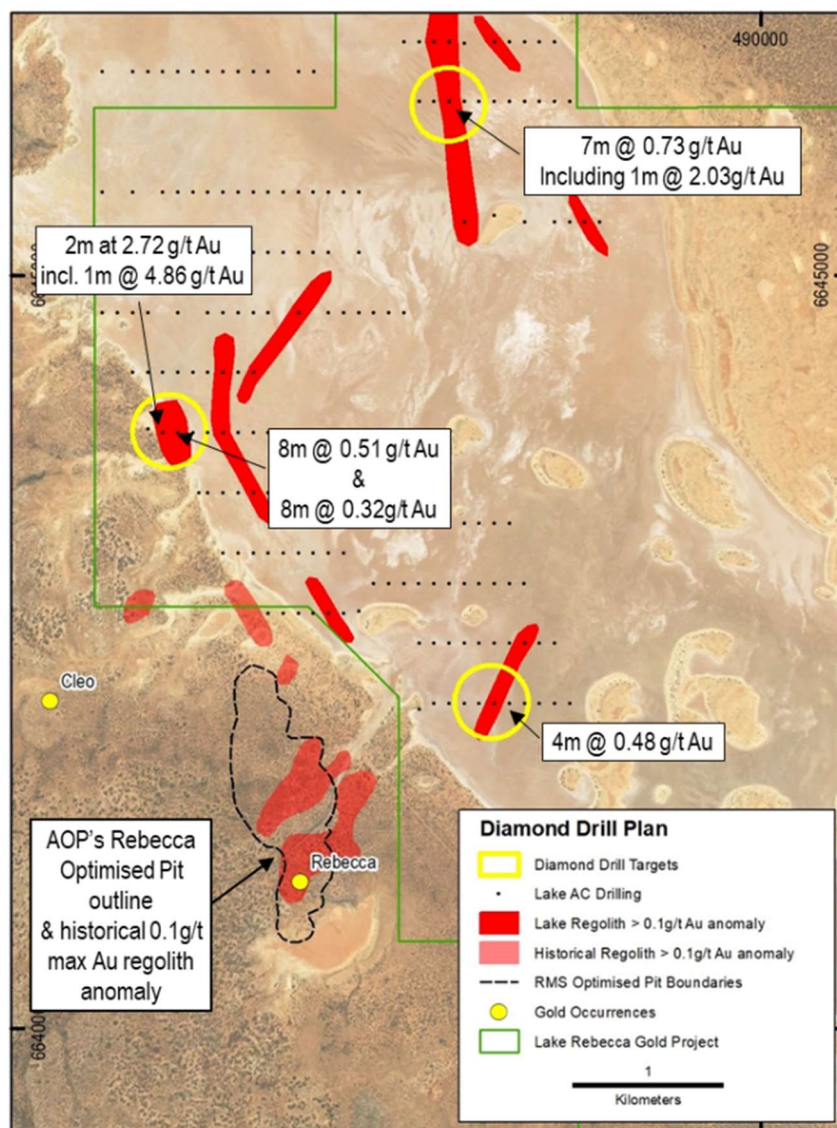 490000
7m @ 0.73 g/t Au
Including 1m @ 2.03g/t Au
2m at 2.72 g/t Au
incl. 1m @ 4.86 g/t Au
6645000
8m @ 0.51 g/t Au
&
8m @ 0.32g/t Au
Cleo
4m @ 0.48 g/t Au
AOP's Rebecca
Optimised Pit
outline
& historical 0.1g/t
max Au regolith
anomaly
Rebecca
6640000
Diamond Drill Plan
Diamond Drill Targets
Lake AC Drilling
Lake Regolith > 0.1g/t Au anomaly
Historical Regolith > 0.1g/t Au anomaly
RMS Optimised Pit Boundaries
Gold Occurrences
Lake Rebecca Gold Project
1
Kilometers